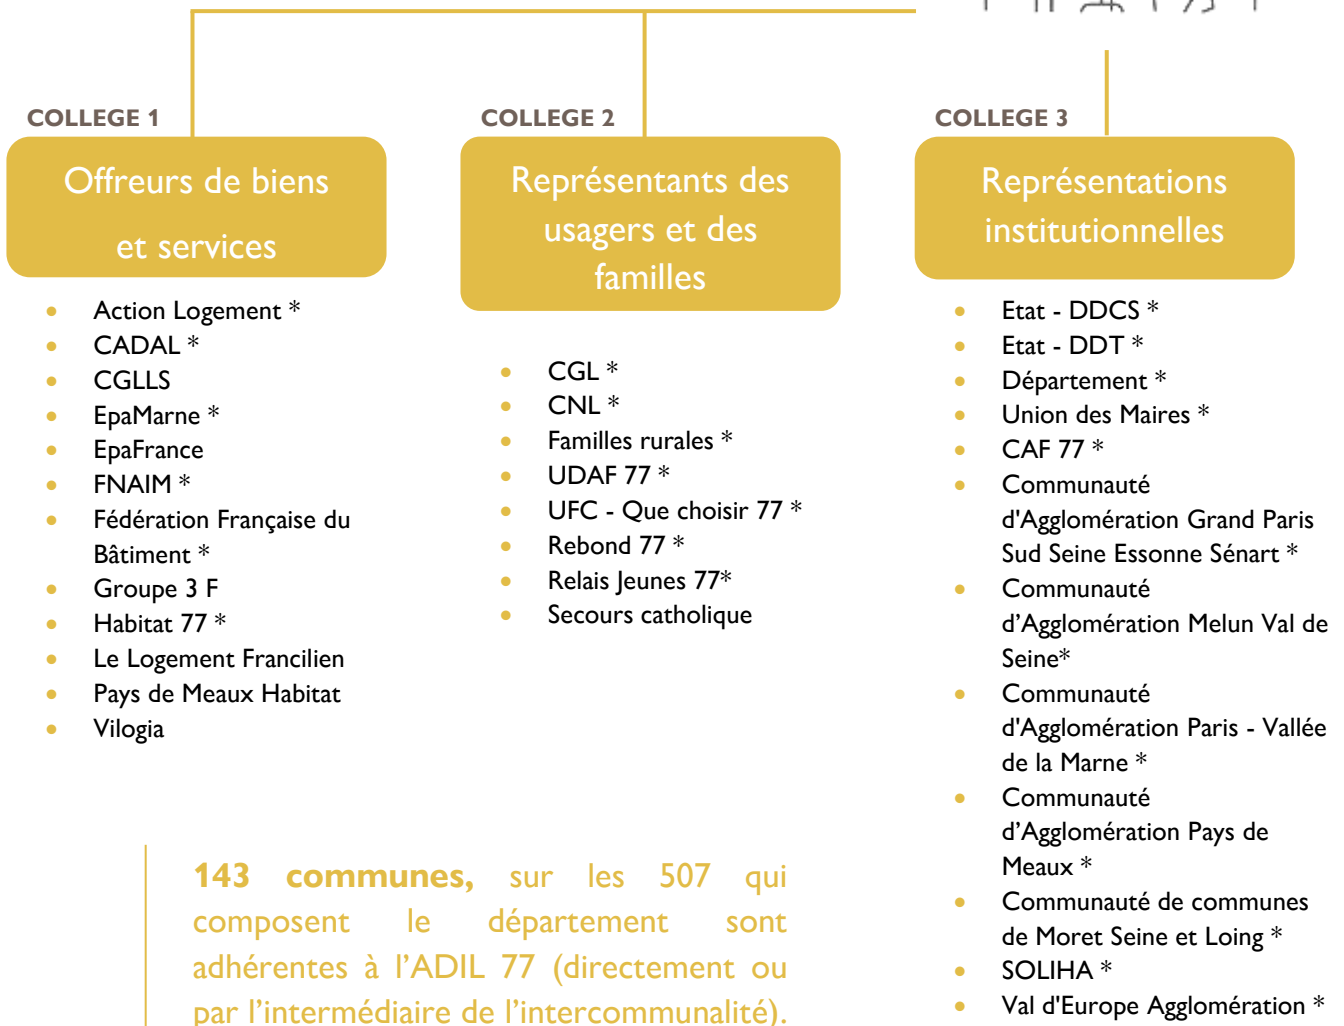 COLLEGE 1
Offreurs de biens
et services
• Action Logement *
• CADAL *
• CGLLS
• EpaMarne *
• EpaFrance
• FNAIM *
• Fédération Française du
Bâtiment *
• Groupe 3 F
• Habitat 77 *
• Le Logement Francilien
• Pays de Meaux Habitat
• Vilogia
COLLEGE 2
Représentants des
usagers et des
familles
• CGL *
• CNL *
• Familles rurales *
• UDAF 77 *
• UFC - Que choisir 77 *
• Rebond 77 *
• Relais Jeunes 77*
• Secours catholique
COLLEGE 3
Représentations
institutionnelles
• Etat - DDCS *
• Etat - DDT *
• Département *
• Union des Maires *
• CAF 77 *
• Communauté
d'Agglomération Grand Paris
Sud Seine Essonne Sénart *
• Communauté
d’Agglomération Melun Val de
Seine*
• Communauté
d'Agglomération Paris - Vallée
de la Marne *
• Communauté
d’Agglomération Pays de
Meaux *
• Communauté de communes
de Moret Seine et Loing *
• SOLIHA *
• Val d'Europe Agglomération *
143 communes, sur les 507 qui
composent le département sont
adhérentes à l’ADIL 77 (directement ou
par l’intermédiaire de l’intercommunalité).